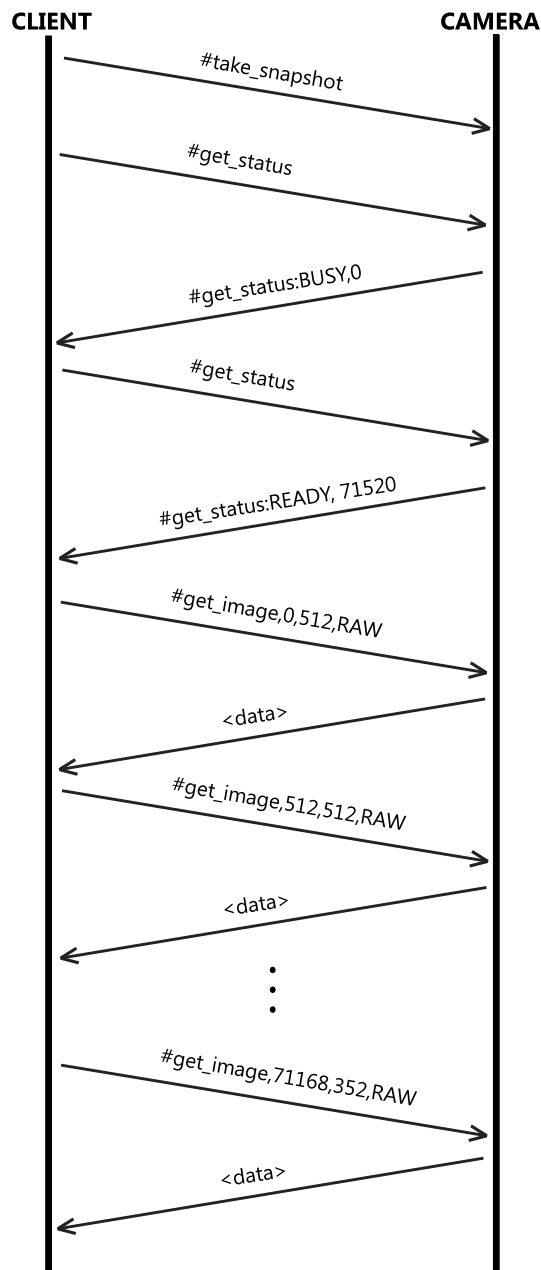 CLIENT CAMERA
#take_snapshot
#get_status
#get_status:BUSY,0
#get_status
#get_status:READY, 71520
#get_image,0,512,RAW
<data>
#get_image,512,512,RAW
<data>
#get_image,71168,352,RAW
<data>